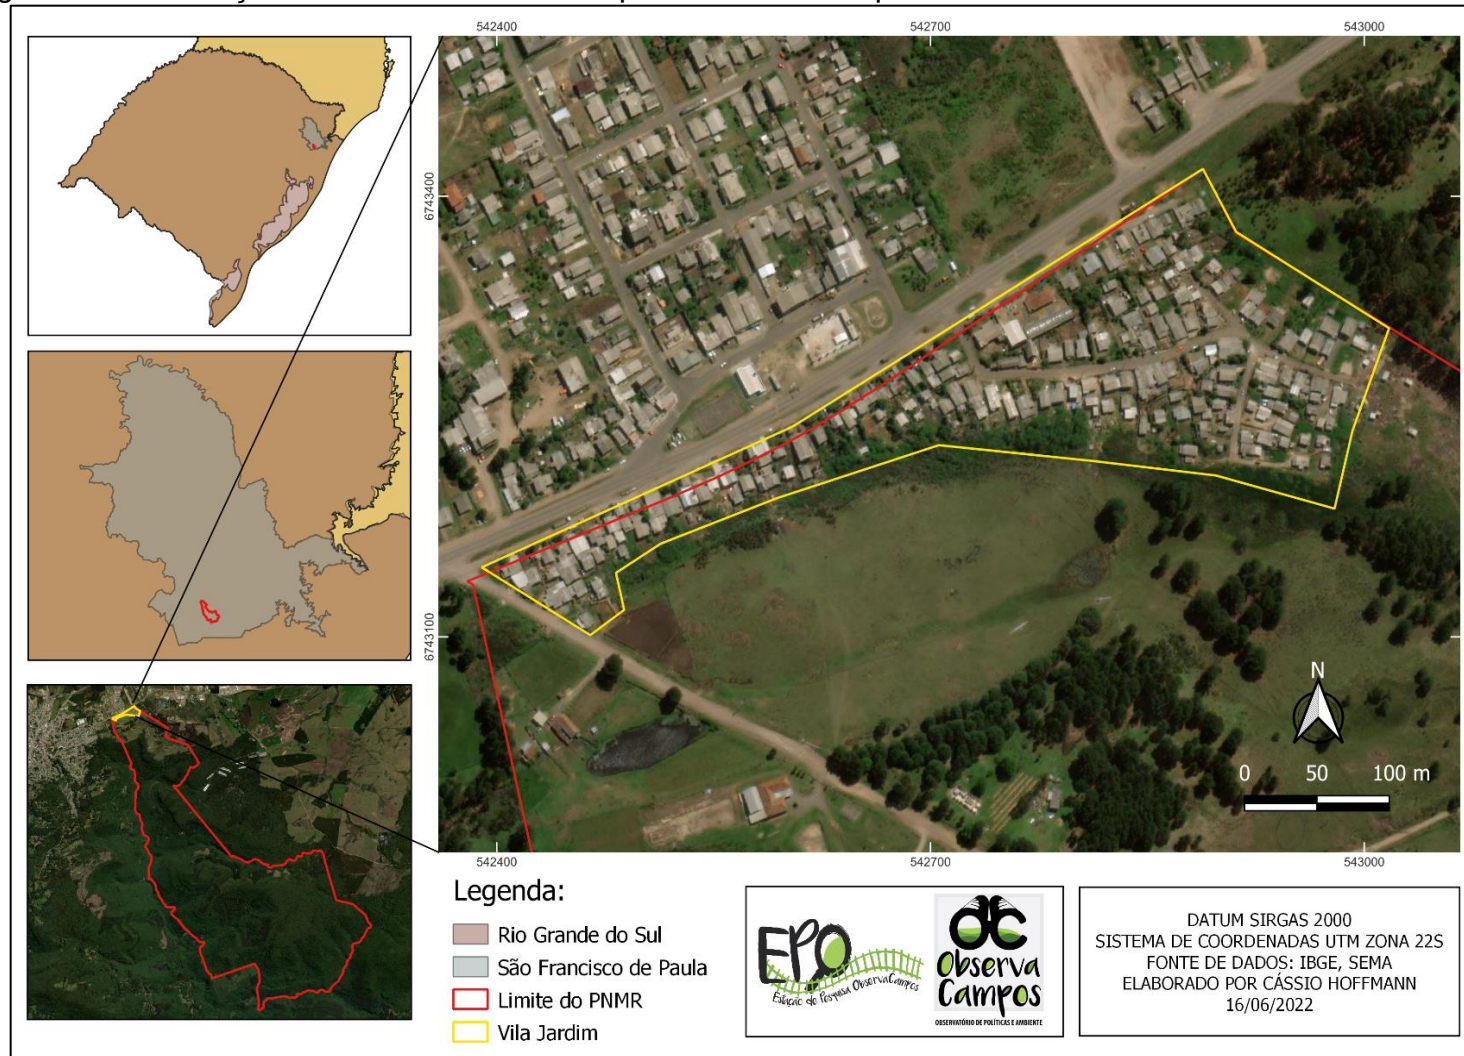 542400
542700
543000
6743400
6743100
N
0 50 100 m
542400
542700
543000
Legenda:
Rio Grande do Sul
São Francisco de Paula
Limite do PNMR
Vila Jardim
EPO
Estação de Pesquisa ObservaCampos
Observa
Campos
OBSERVATÓRIO DE POLÍTICAS E AMBIENTE
DATUM SIRGAS 2000
SISTEMA DE COORDENADAS UTM ZONA 22S
FONTE DE DADOS: IBGE, SEMA
ELABORADO POR CÁSSIO HOFFMANN
16/06/2022